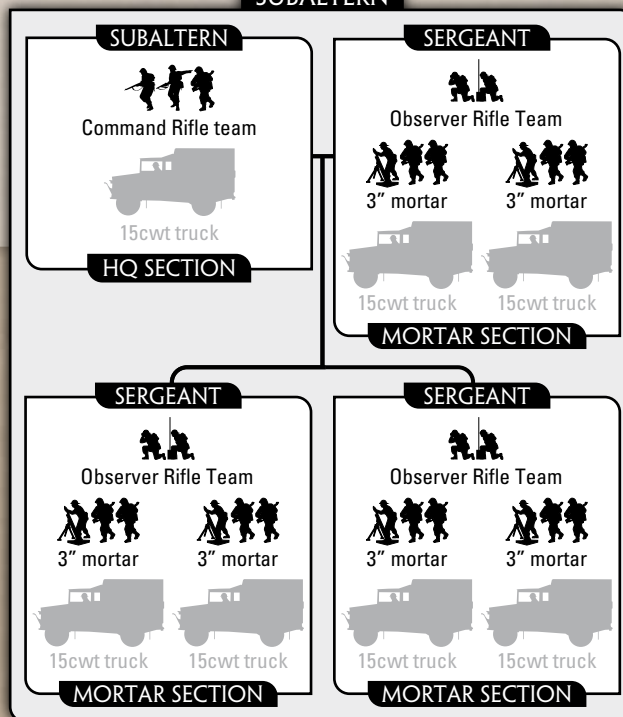 SUBALTERN
SUBALTERN
Command Rifle team
15cwt truck
HQ SECTION
SERGEANT
Observer Rifle Team
3” mortar 3” mortar
15cwt truck 15cwt truck
MORTAR SECTION
SERGEANT
Observer Rifle Team
3” mortar 3” mortar
15cwt truck 15cwt truck
MORTAR SECTION
SERGEANT
Observer Rifle Team
3” mortar 3” mortar
15cwt truck 15cwt truck
MORTAR SECTION